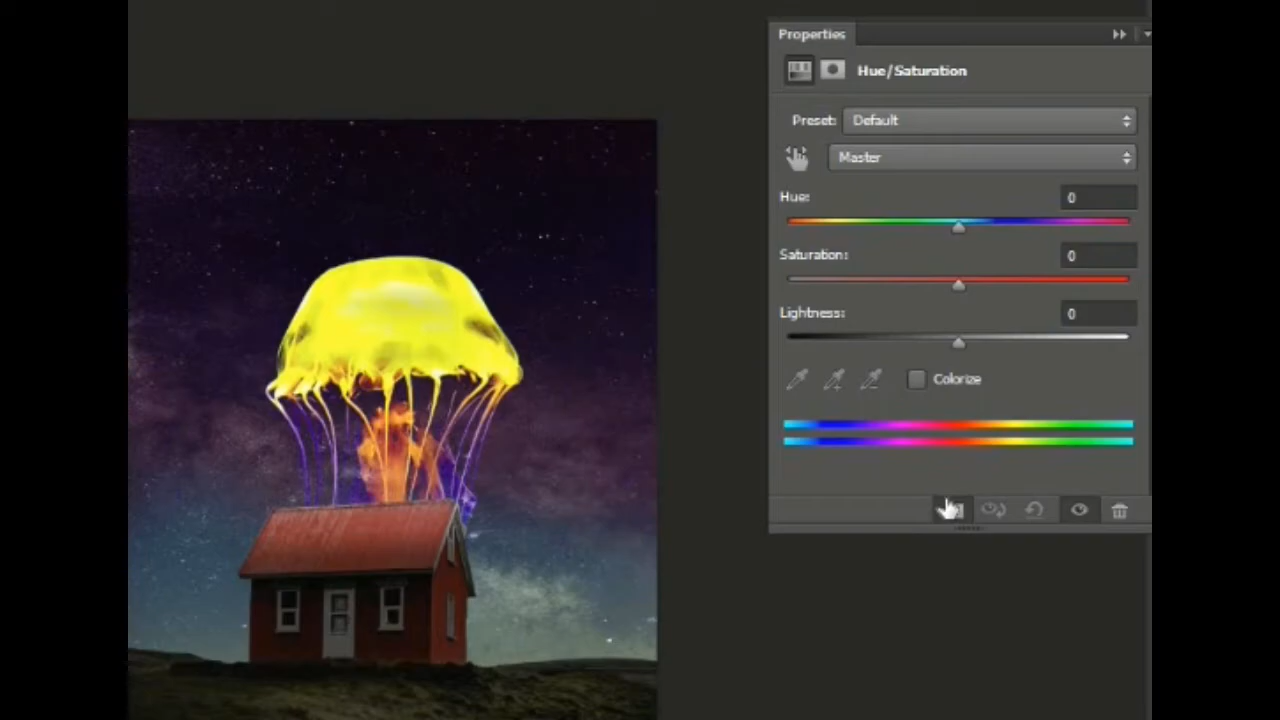 Properties
Hue/Saturation
Preset: Default
Master
Hue: 0
Saturation: 0
Lightness: 0
Colorize